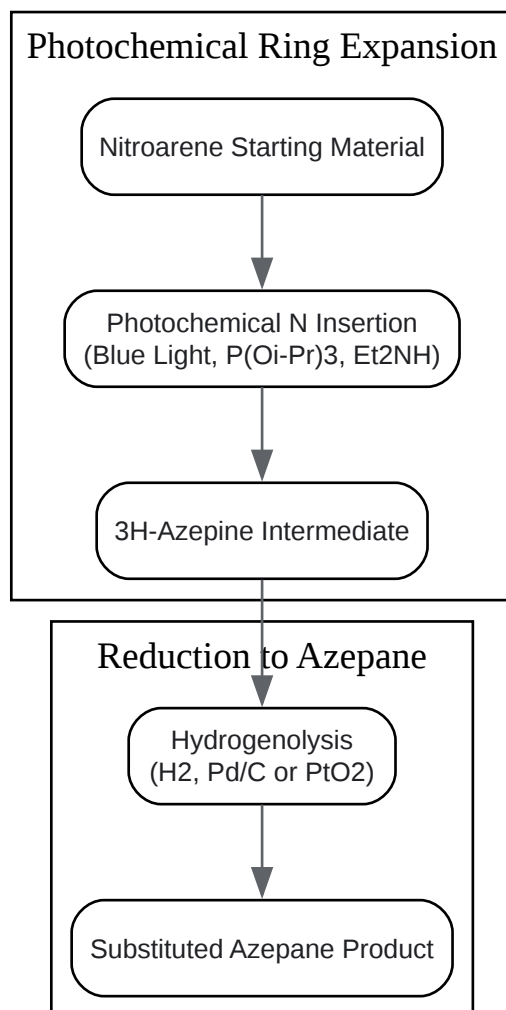 Photochemical Ring Expansion
Nitroarene Starting Material
Photochemical N Insertion
(Blue Light, P(Oi-Pr)3, Et2NH)
3H-Azepine Intermediate
Reduction to Azepane
Hydrogenolysis
(H2, Pd/C or PtO2)
Substituted Azepane Product